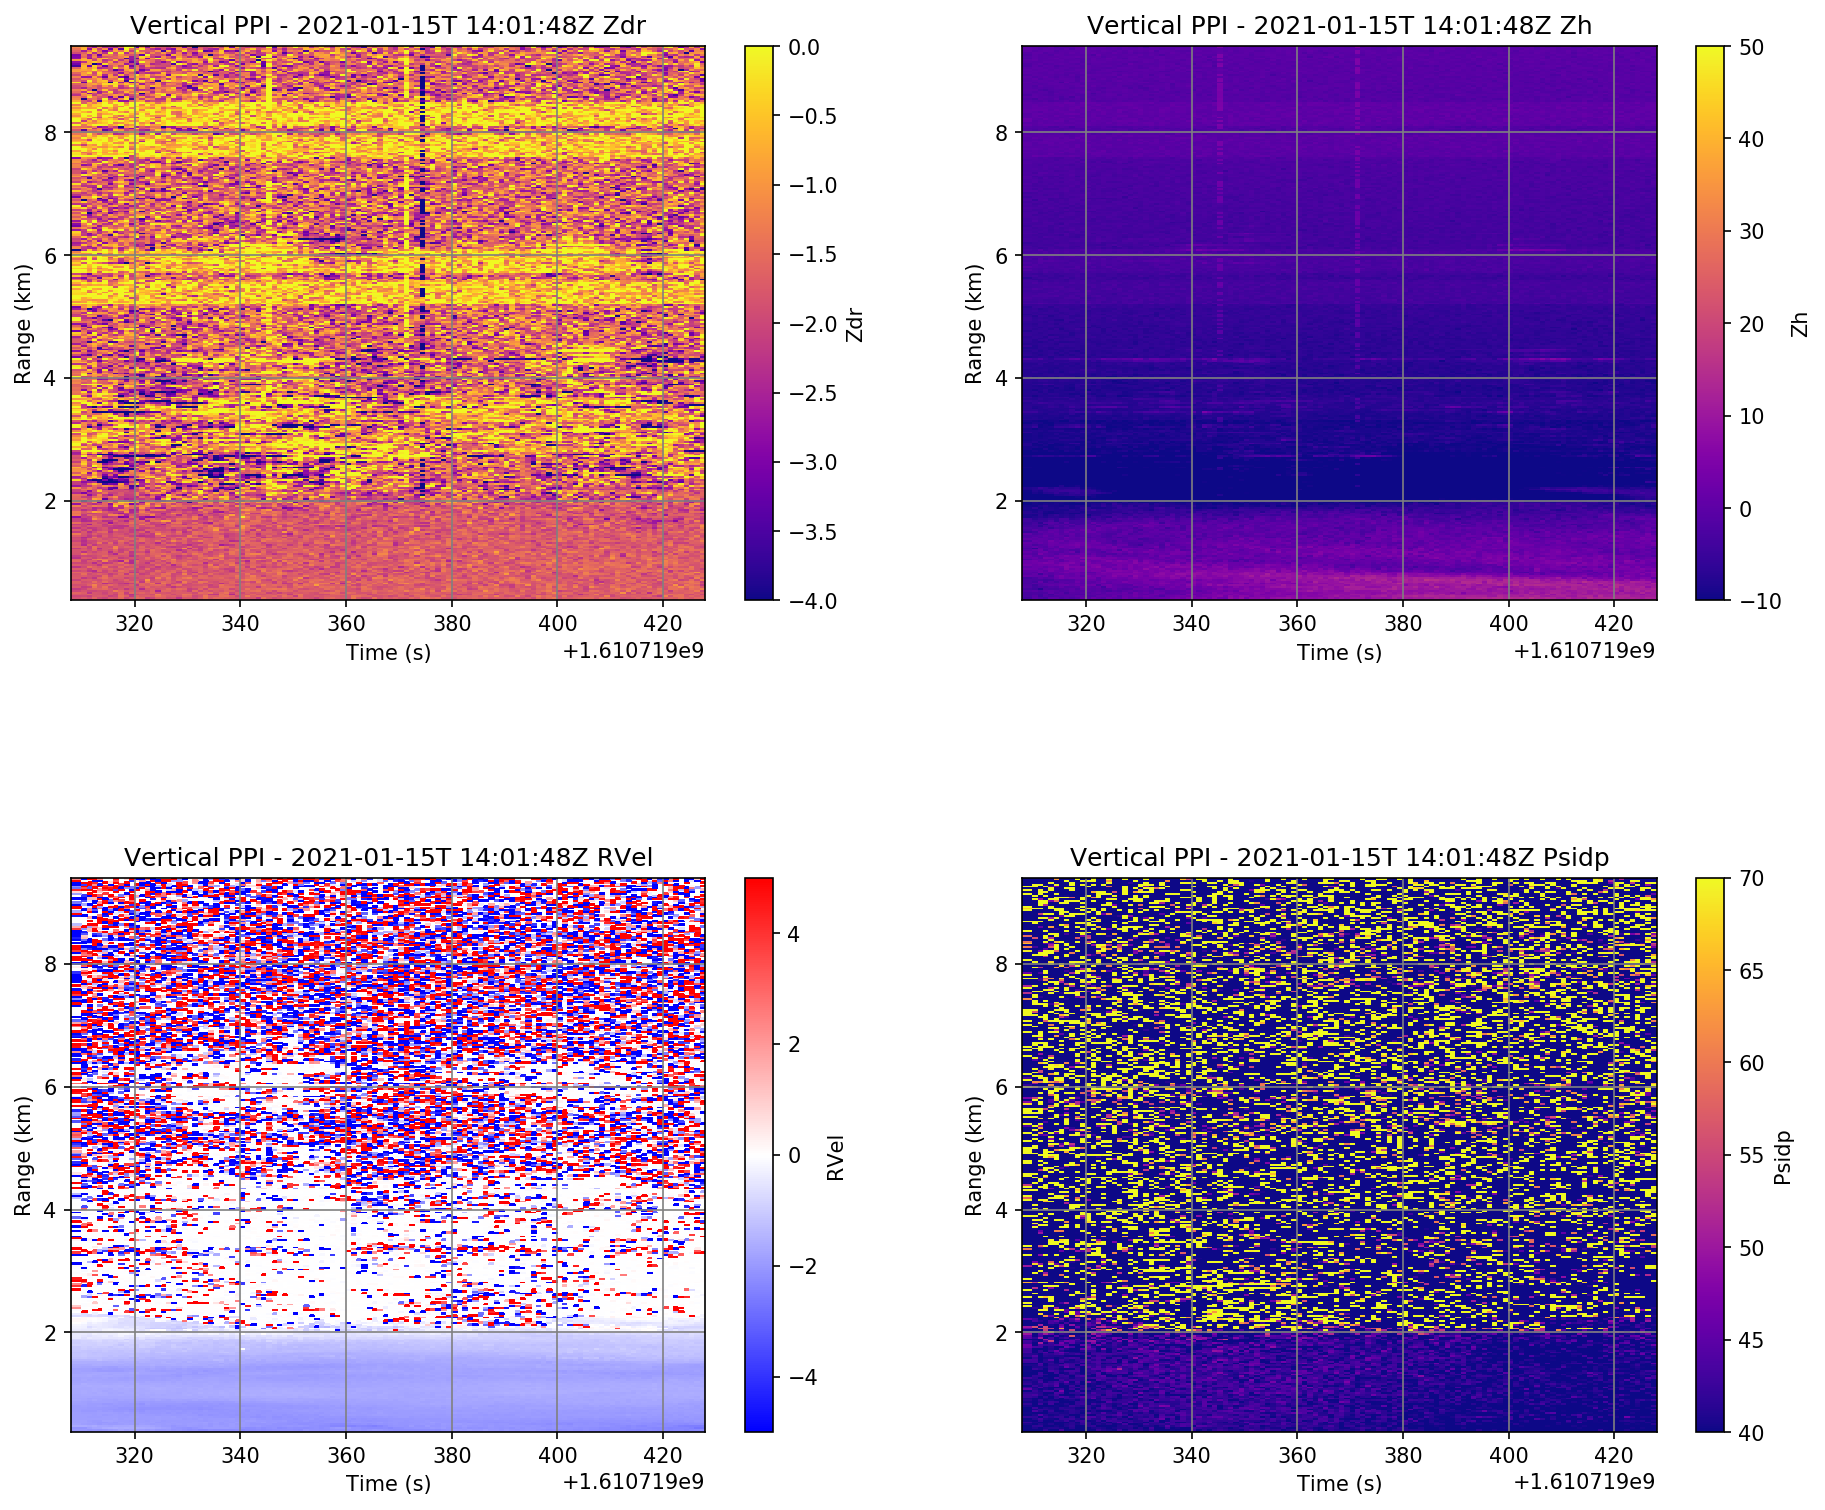 Vertical PPI - 2021-01-15T 14:01:48Z Zdr
8
6
4
2
Range (km)
320 340 360 380 400 420
Time (s)
+1.610719e9
0.0
−0.5
−1.0
−1.5
−2.0
−2.5
−3.0
−3.5
−4.0
Zdr
Vertical PPI - 2021-01-15T 14:01:48Z Zh
8
6
4
2
Range (km)
320 340 360 380 400 420
Time (s)
+1.610719e9
50
40
30
20
10
0
−10
Zh
Vertical PPI - 2021-01-15T 14:01:48Z RVel
8
6
4
2
Range (km)
320 340 360 380 400 420
Time (s)
+1.610719e9
4
2
0
−2
−4
RVel
Vertical PPI - 2021-01-15T 14:01:48Z Psidp
8
6
4
2
Range (km)
320 340 360 380 400 420
Time (s)
+1.610719e9
70
65
60
55
50
45
40
Psidp